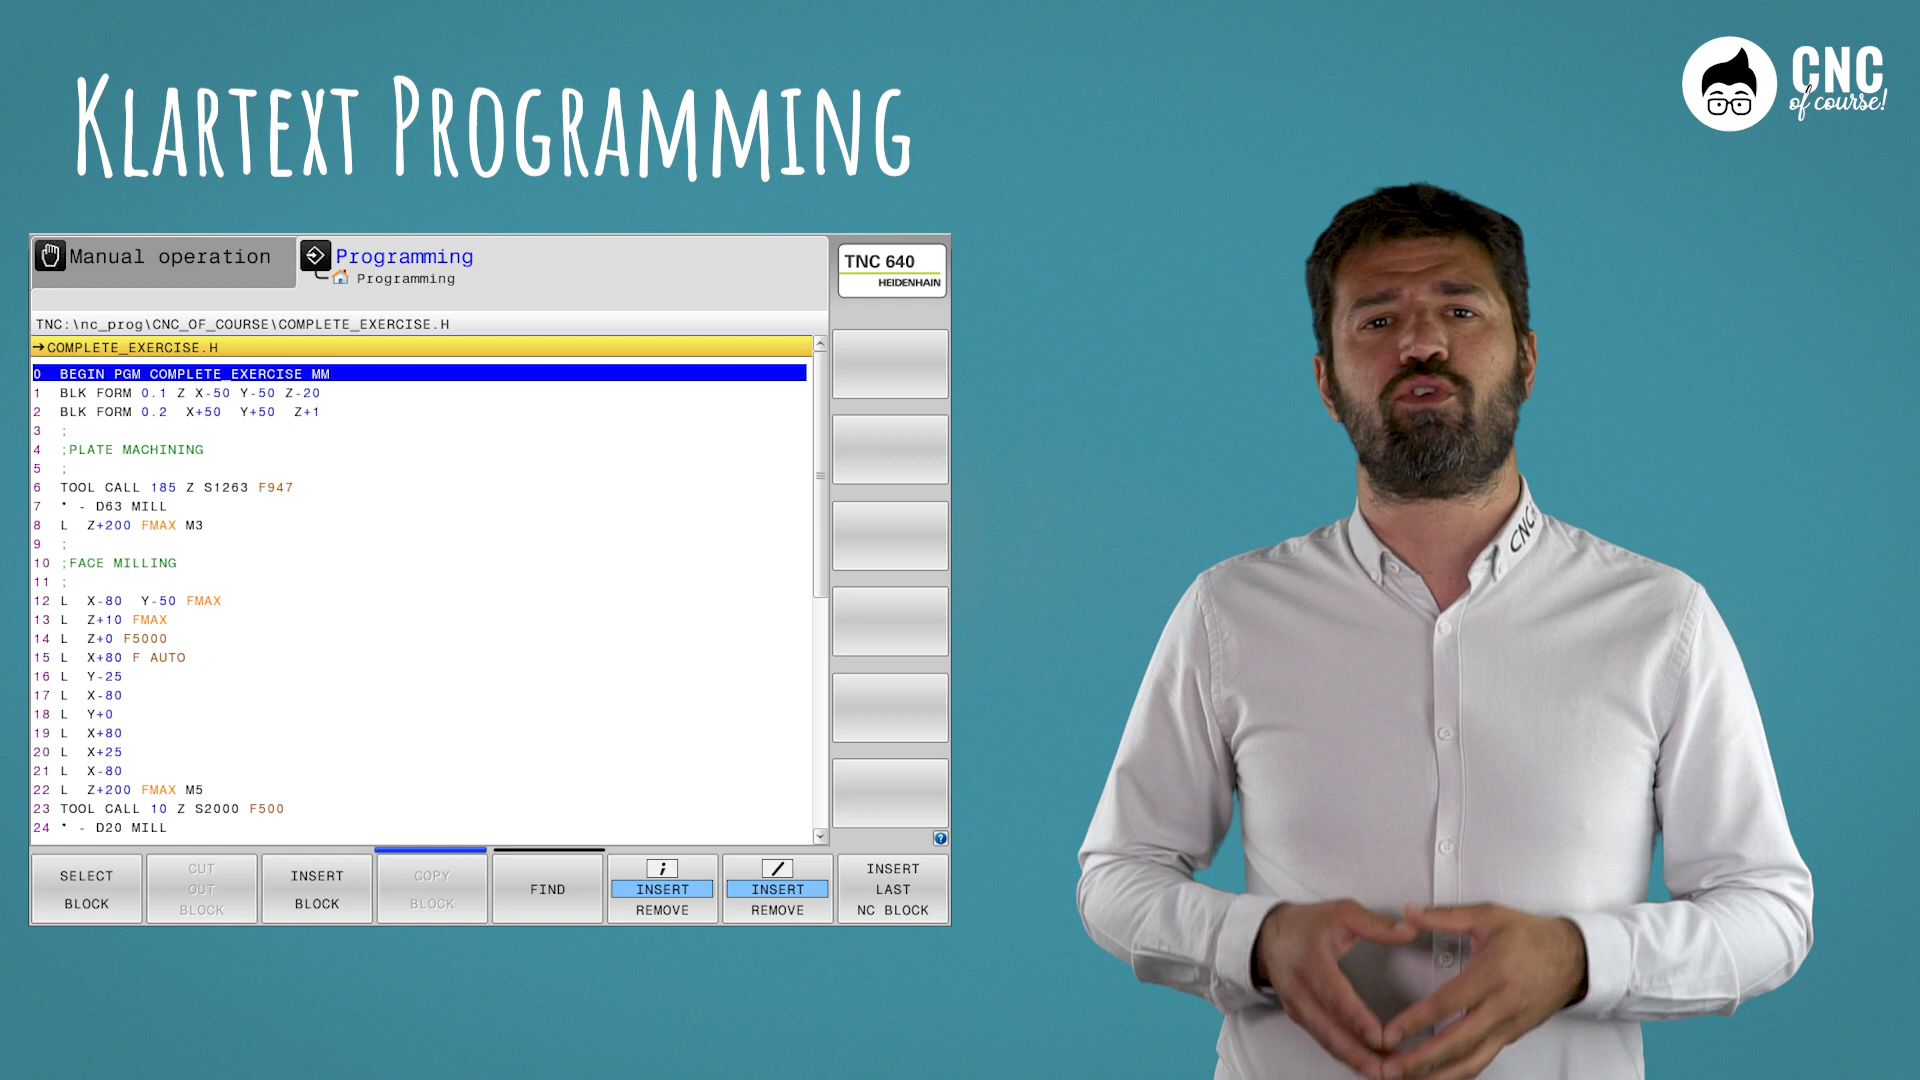 KLARTEXT PROGRAMMING
CNC
of course!
Manual operation
Programming
Programming
TNC 640
HEIDENHAIN
TNC:\nc_prog\CNC_OF_COURSE\COMPLETE_EXERCISE.H
→COMPLETE_EXERCISE.H
0 BEGIN PGM COMPLETE_EXERCISE MM
1 BLK FORM 0.1 Z X-50 Y-50 Z-20
2 BLK FORM 0.2 X+50 Y+50 Z+1
3 ;
4 ;PLATE MACHINING
5 ;
6 TOOL CALL 185 Z S1263 F947
7 * - D63 MILL
8 L Z+200 FMAX M3
9 ;
10 ;FACE MILLING
11 ;
12 L X-80 Y-50 FMAX
13 L Z+10 FMAX
14 L Z+0 F5000
15 L X+80 F AUTO
16 L Y-25
17 L X-80
18 L Y+0
19 L X+80
20 L X+25
21 L X-80
22 L Z+200 FMAX M5
23 TOOL CALL 10 Z S2000 F500
24 * - D20 MILL
SELECT
BLOCK
CUT
OUT
BLOCK
INSERT
BLOCK
COPY
BLOCK
FIND
;
INSERT
REMOVE
/
INSERT
REMOVE
INSERT
LAST
NC BLOCK
?
CNC